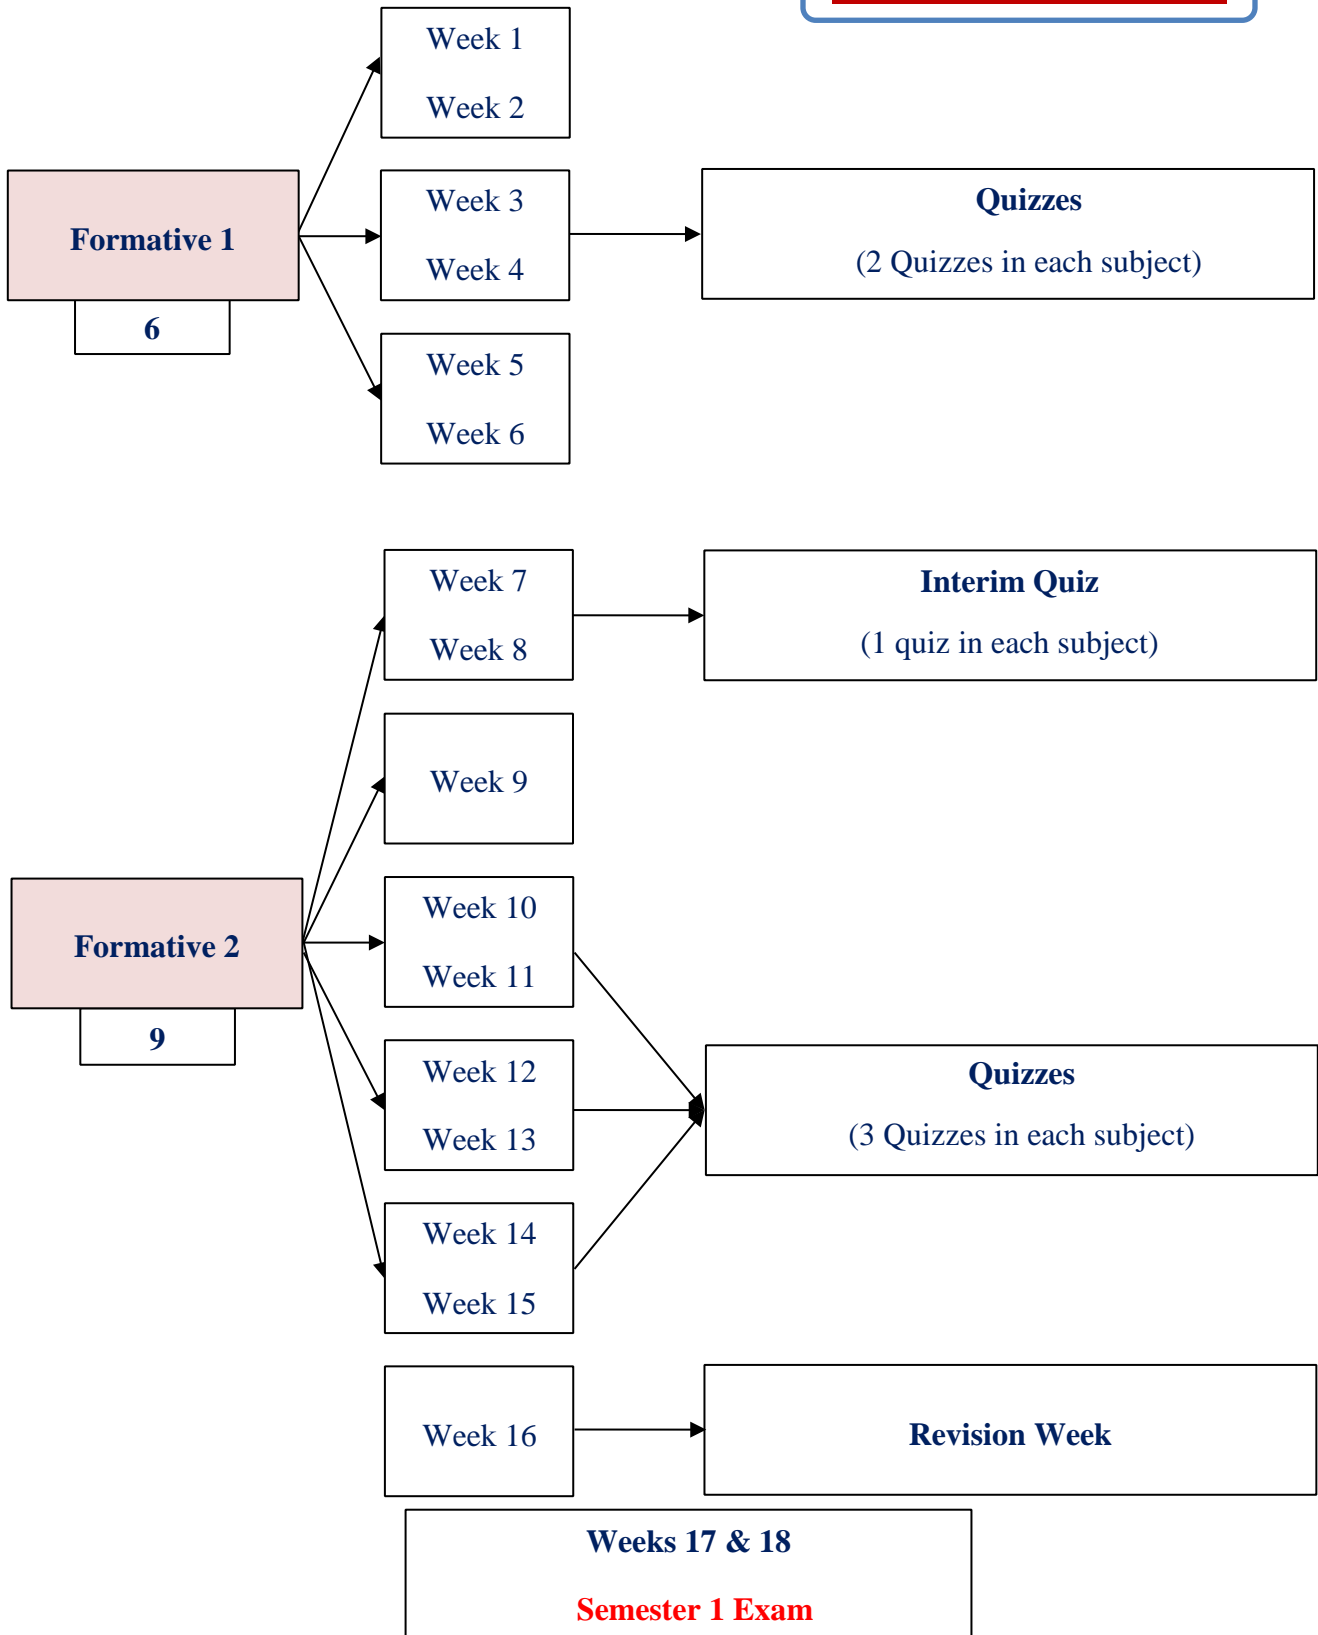 Week 1
Week 2
Formative 1
6
Week 3
Week 4
Quizzes
(2 Quizzes in each subject)
Week 5
Week 6
Week 7
Week 8
Interim Quiz
(1 quiz in each subject)
Week 9
Formative 2
9
Week 10
Week 11
Week 12
Week 13
Quizzes
(3 Quizzes in each subject)
Week 14
Week 15
Week 16
Revision Week
Weeks 17 & 18
Semester 1 Exam